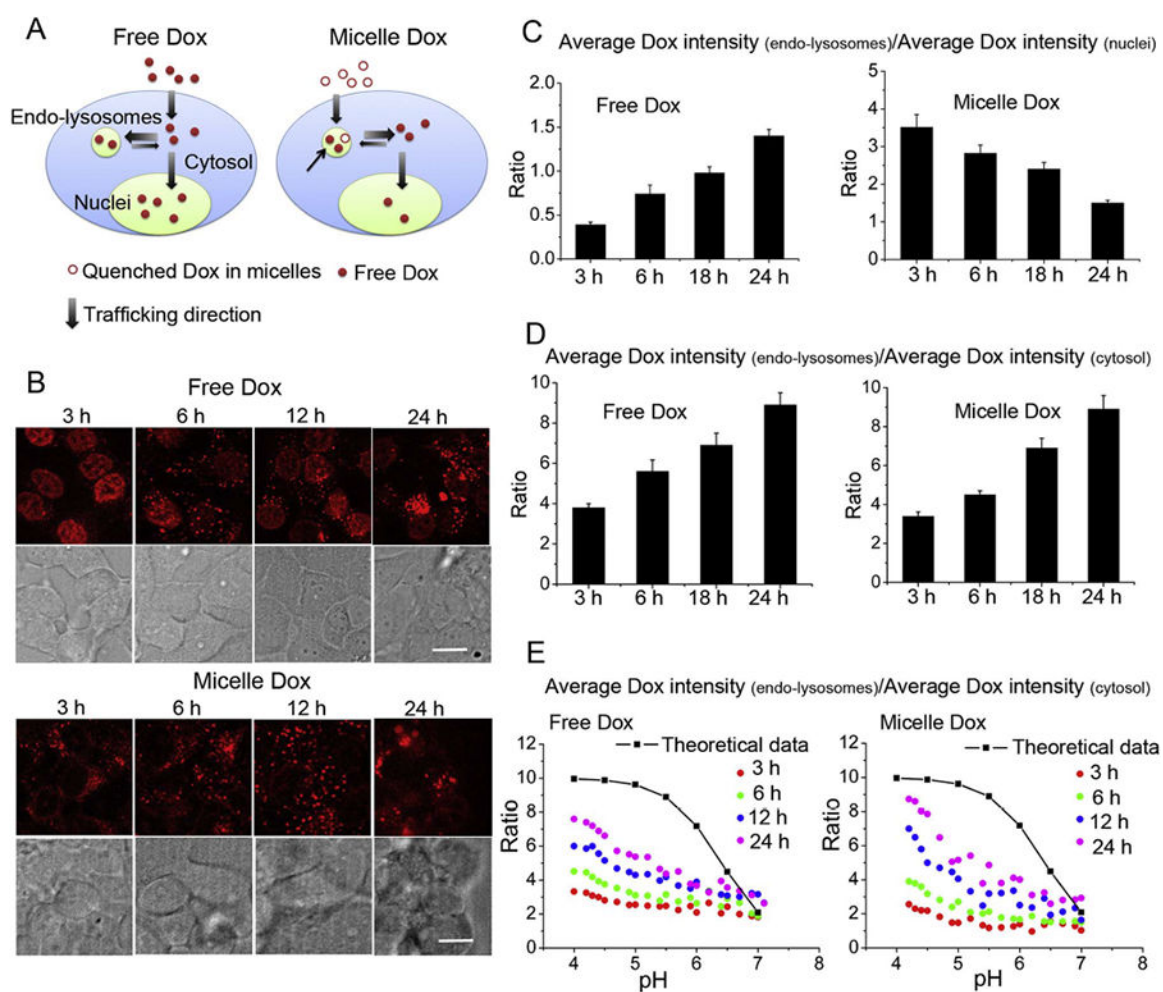 A
Free Dox
Micelle Dox
Endo-lysosomes
Cytosol
Nuclei
Quenched Dox in micelles
Free Dox
Trafficking direction
B
Free Dox
3 h 6 h 12 h 24 h
Micelle Dox
3 h 6 h 12 h 24 h
C
Average Dox intensity (endo-lysosomes)/Average Dox intensity (nuclei)
Free Dox
Ratio
2.0
1.5
1.0
0.5
0.0
3 h 6 h 18 h 24 h
Micelle Dox
Ratio
5
4
3
2
1
0
3 h 6 h 18 h 24 h
D
Average Dox intensity (endo-lysosomes)/Average Dox intensity (cytosol)
Free Dox
Ratio
10
8
6
4
2
0
3 h 6 h 18 h 24 h
Micelle Dox
Ratio
10
8
6
4
2
0
3 h 6 h 18 h 24 h
E
Average Dox intensity (endo-lysosomes)/Average Dox intensity (cytosol)
Free Dox
Theoretical data
3 h
6 h
12 h
24 h
Ratio
12
10
8
6
4
2
0
4 5 6 7 8
pH
Micelle Dox
Theoretical data
3 h
6 h
12 h
24 h
Ratio
12
10
8
6
4
2
0
4 5 6 7 8
pH